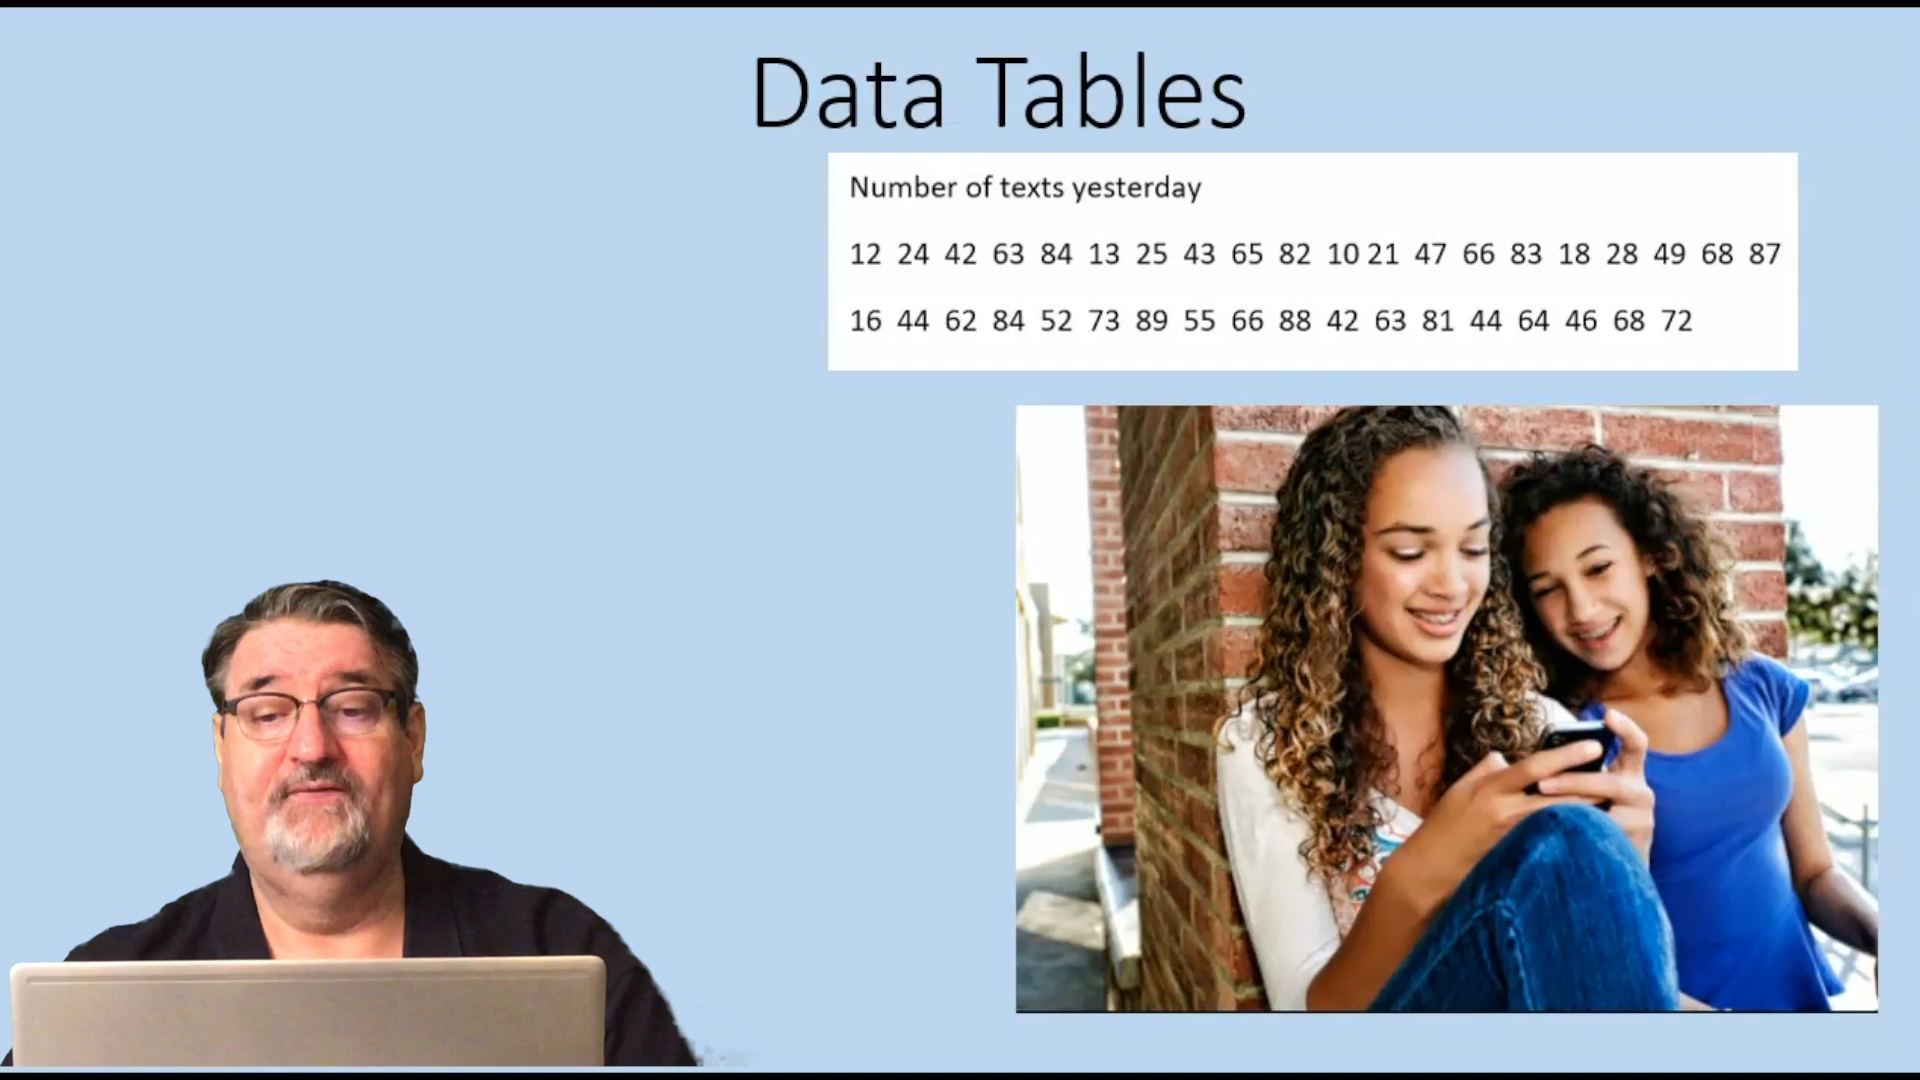 Data Tables
Number of texts yesterday
12 24 42 63 84 13 25 43 65 82 10 21 47 66 83 18 28 49 68 87
16 44 62 84 52 73 89 55 66 88 42 63 81 44 64 46 68 72